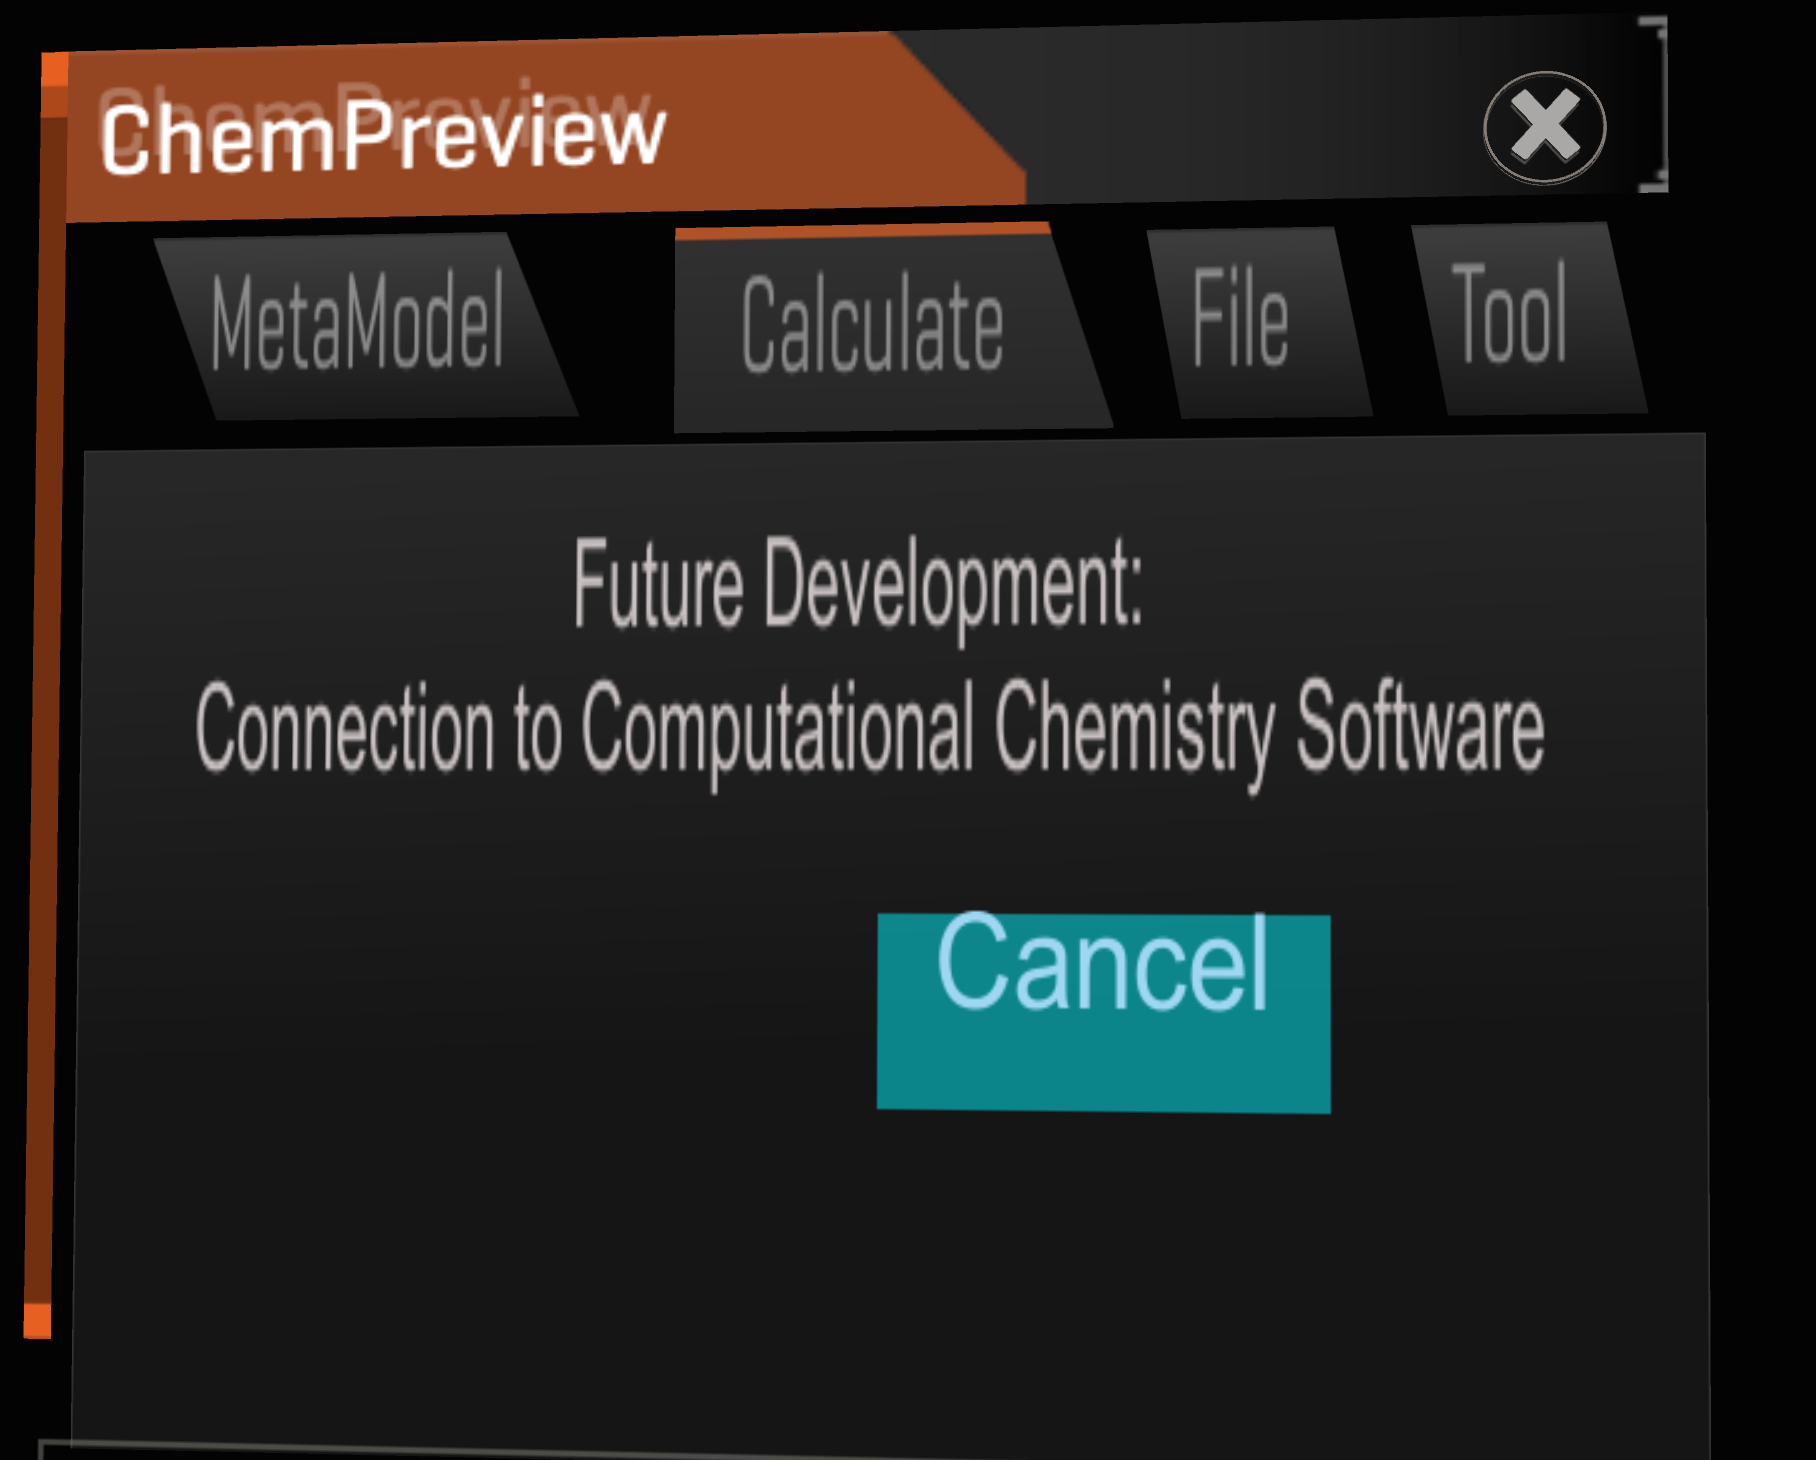 ChemPreview
MetaModel Calculate File Tool
Future Development:
Connection to Computational Chemistry Software
Cancel